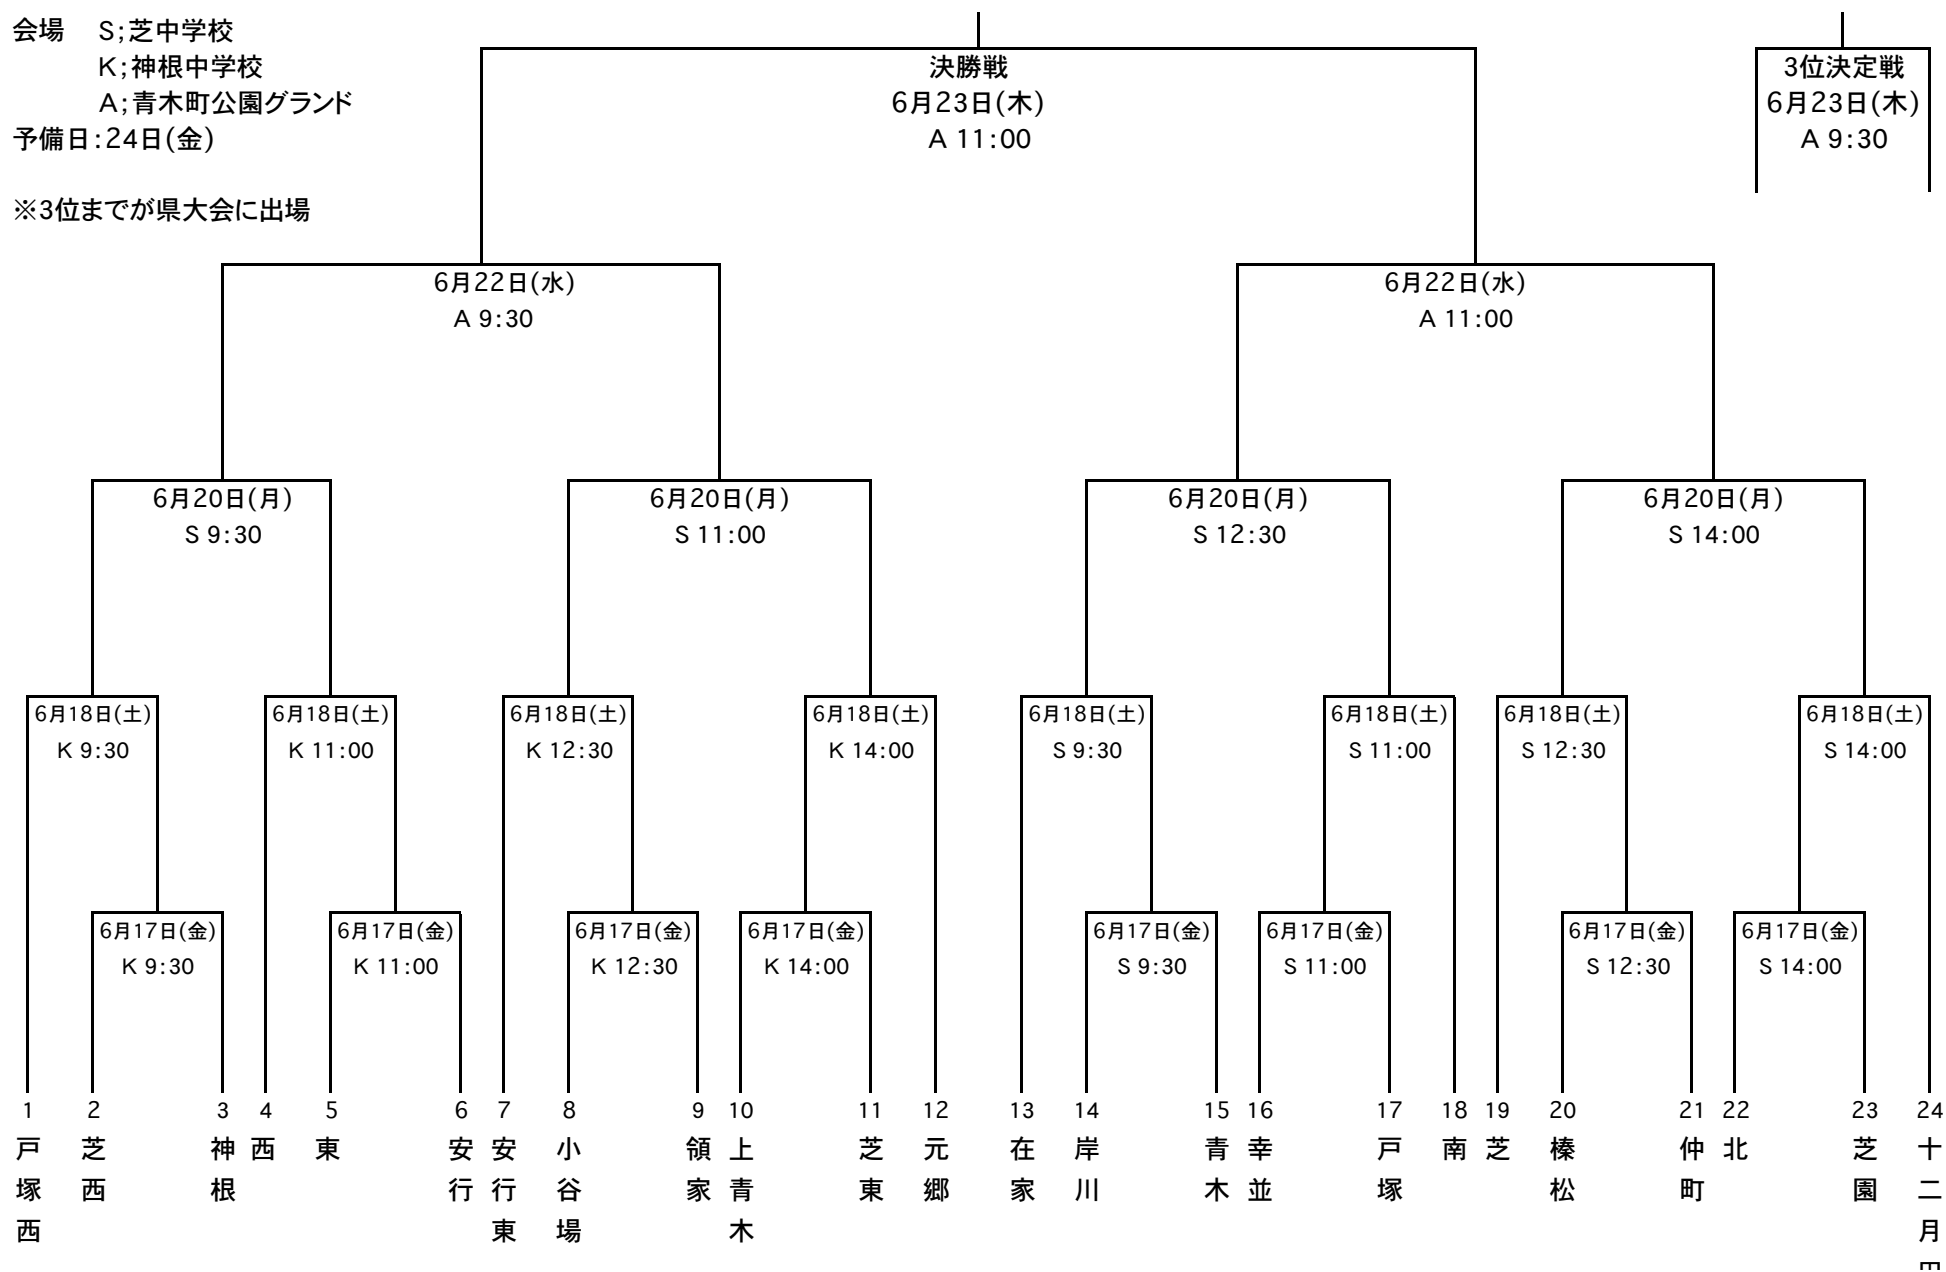 会場 S;芝中学校
K;神根中学校
A;青木町公園グランド
予備日:24日(金)
※3位までが県大会に出場
決勝戦
6月23日(木)
A 11:00
3位決定戦
6月23日(木)
A 9:30
6月22日(水)
A 9:30
6月22日(水)
A 11:00
6月20日(月)
S 9:30
6月20日(月)
S 11:00
6月20日(月)
S 12:30
6月20日(月)
S 14:00
6月18日(土)
K 9:30
6月18日(土)
K 11:00
6月18日(土)
K 12:30
6月18日(土)
K 14:00
6月18日(土)
S 9:30
6月18日(土)
S 11:00
6月18日(土)
S 12:30
6月18日(土)
S 14:00
6月17日(金)
K 9:30
6月17日(金)
K 11:00
6月17日(金)
K 12:30
6月17日(金)
K 14:00
6月17日(金)
S 9:30
6月17日(金)
S 11:00
6月17日(金)
S 12:30
6月17日(金)
S 14:00
1
戸塚西
2
芝西
3
神根
4
西
5
東
6
安行
7
安行東
8
小谷場
9
領家
10
上青木
11
芝東
12
元郷
13
在家
14
岸川
15
青木
16
幸並
17
戸塚
18
南
19
芝
20
榛松
21
仲町
22
北
23
芝園
24
十二月田